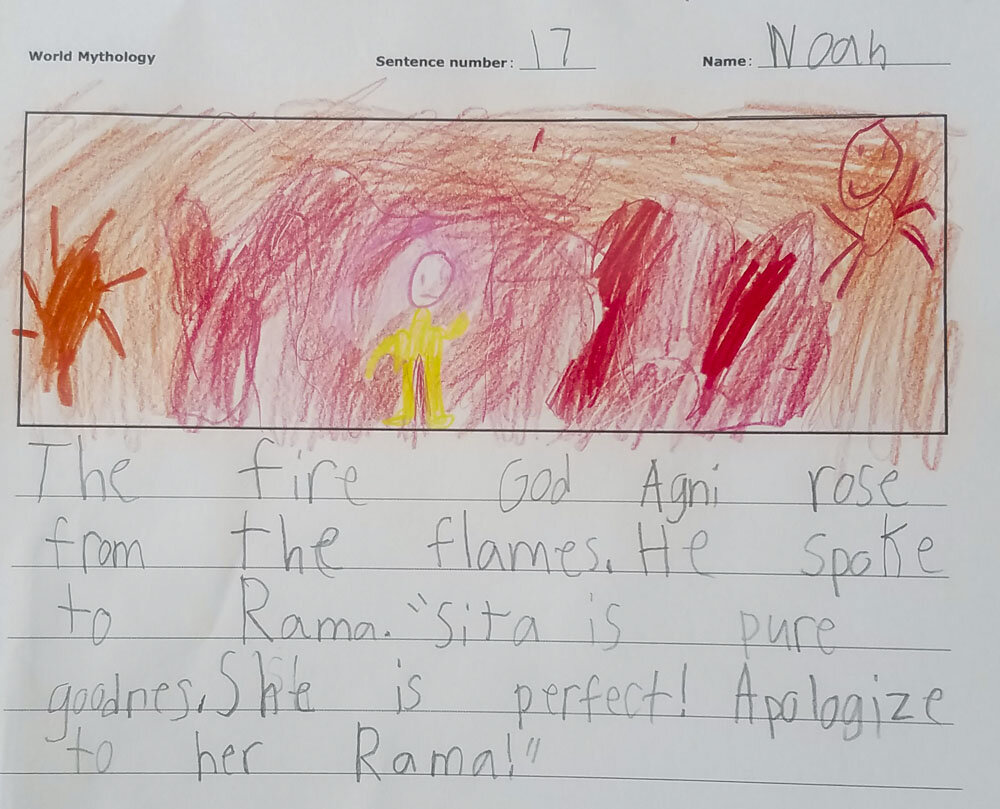 World Mythology Sentence number: 17 Name: Noah
The fire God Agni rose
from the flames. He spoke
to Rama. "Sita is pure
goodnes. She is perfect! Apologize
to her Rama!"